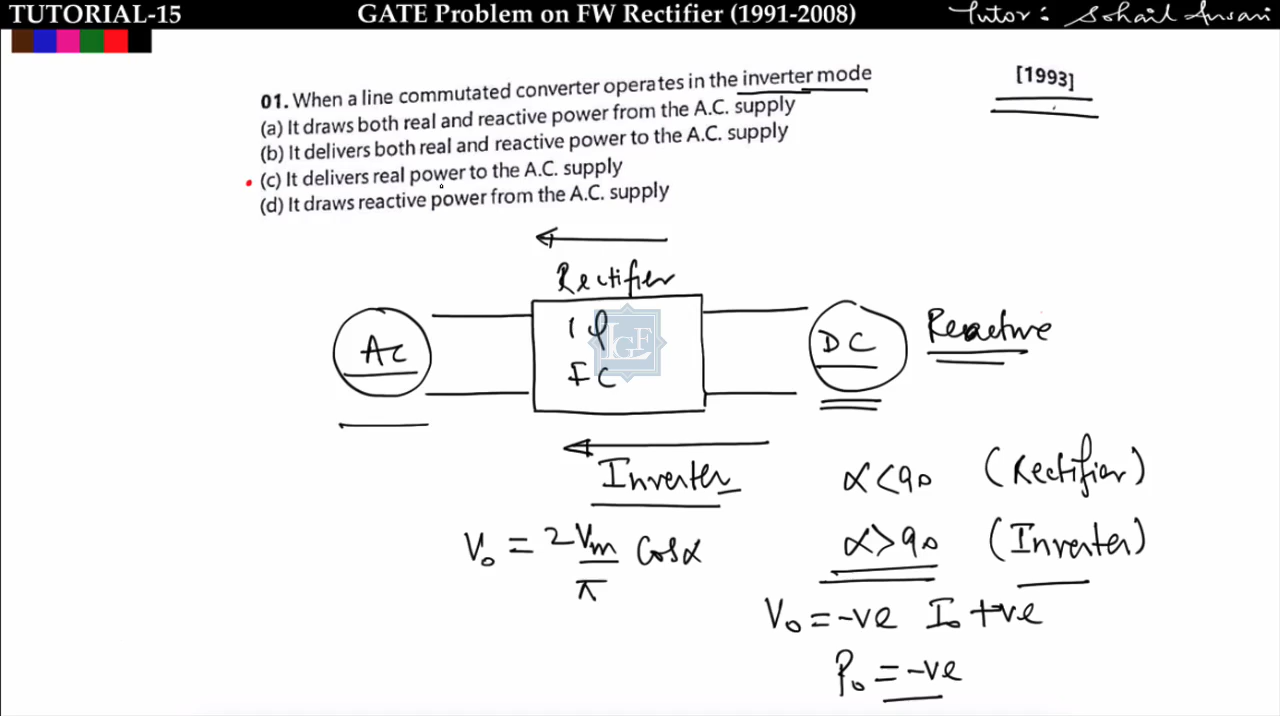 TUTORIAL-15 GATE Problem on FW Rectifier (1991-2008) Tutor: Sohail Ansari
01. When a line commutated converter operates in the inverter mode [1993]
(a) It draws both real and reactive power from the A.C. supply
(b) It delivers both real and reactive power to the A.C. supply
(c) It delivers real power to the A.C. supply
(d) It draws reactive power from the A.C. supply
Rectifier
AC
1φ
FC
LGF
DC
Reactive
Inverter
α<90 (Rectifier)
V₀ = 2Vm/π Cosα
α>90 (Inverter)
V₀ = -ve I₀ +ve
P₀ = -ve